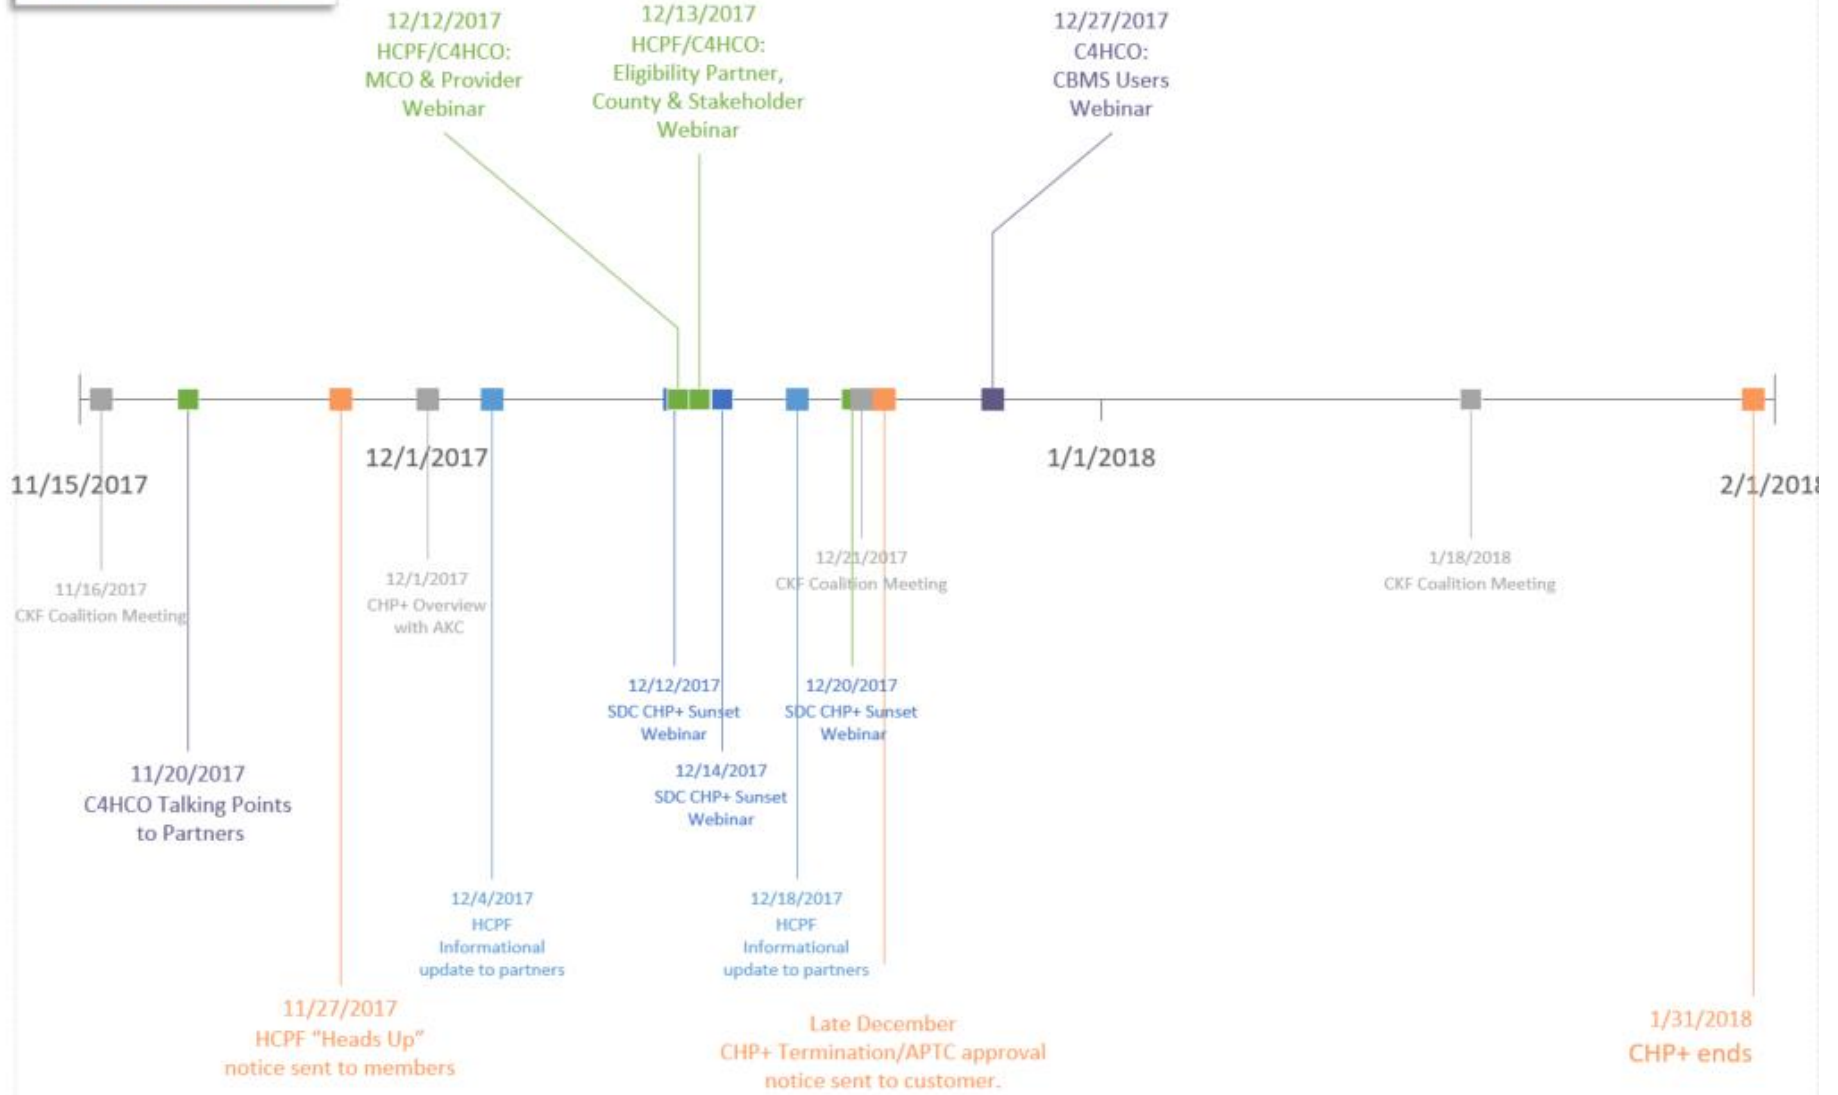 12/12/2017
HCPF/C4HCO:
MCO & Provider
Webinar
12/13/2017
HCPF/C4HCO:
Eligibility Partner,
County & Stakeholder
Webinar
12/27/2017
C4HCO:
CBMS Users
Webinar
11/15/2017
12/1/2017
1/1/2018
2/1/2018
11/16/2017
CKF Coalition Meeting
12/1/2017
CHP+ Overview
with AKC
12/21/2017
CKF Coalition Meeting
1/18/2018
CKF Coalition Meeting
12/12/2017
SDC CHP+ Sunset
Webinar
12/20/2017
SDC CHP+ Sunset
Webinar
11/20/2017
C4HCO Talking Points
to Partners
12/14/2017
SDC CHP+ Sunset
Webinar
12/4/2017
HCPF
Informational
update to partners
12/18/2017
HCPF
Informational
update to partners
11/27/2017
HCPF “Heads Up”
notice sent to members
Late December
CHP+ Termination/APTC approval
notice sent to customer.
1/31/2018
CHP+ ends